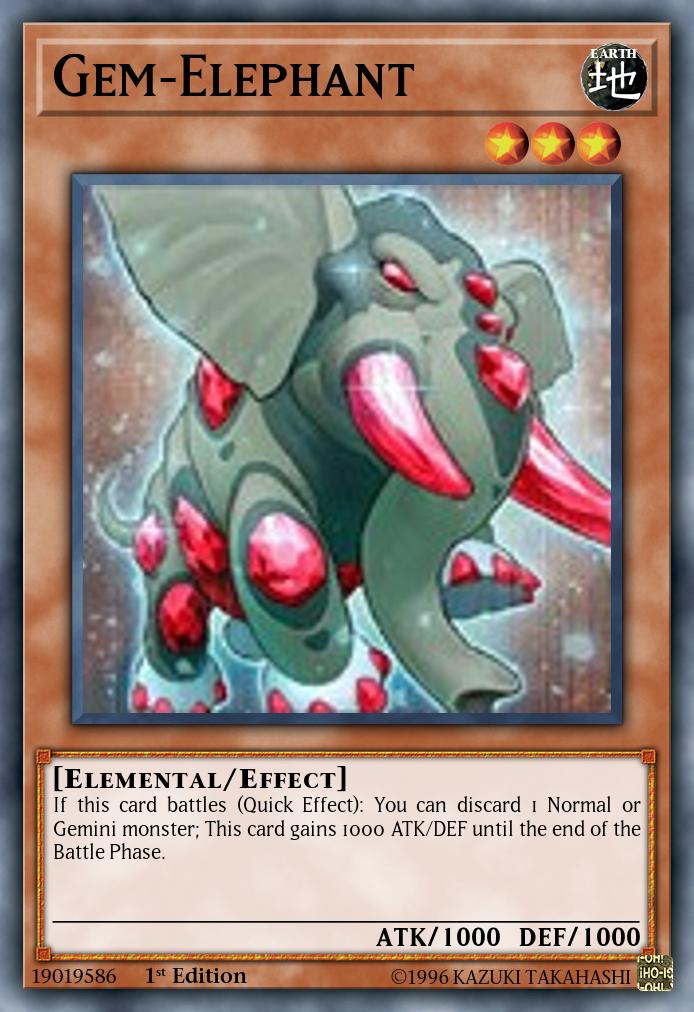 Gem-Elephant
EARTH
地
[Elemental/Effect]
If this card battles (Quick Effect): You can discard 1 Normal or
Gemini monster; This card gains 1000 ATK/DEF until the end of the
Battle Phase.
ATK/1000 DEF/1000
19019586 1st Edition ©1996 KAZUKI TAKAHASHI